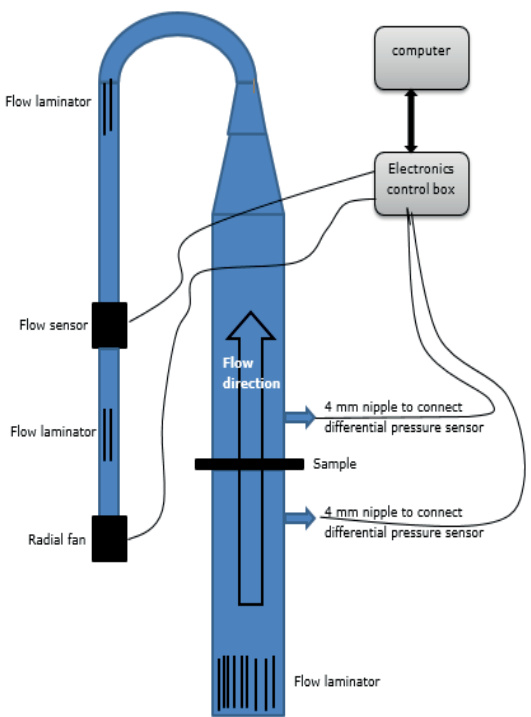 computer
Flow laminator
Electronics
control box
Flow sensor
Flow
direction
4 mm nipple to connect
differential pressure sensor
Flow laminator
Sample
4 mm nipple to connect
differential pressure sensor
Radial fan
Flow laminator